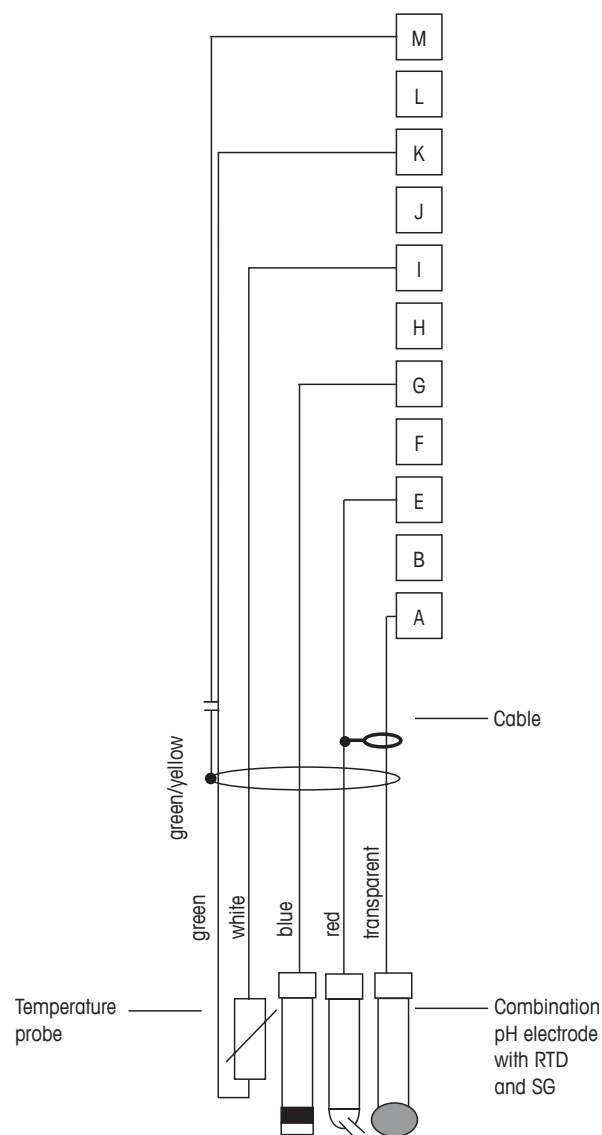 M
L
K
J
I
H
G
F
E
B
A
Cable
green/yellow
green
white
blue
red
transparent
Temperature
probe
Combination
pH electrode
with RTD
and SG